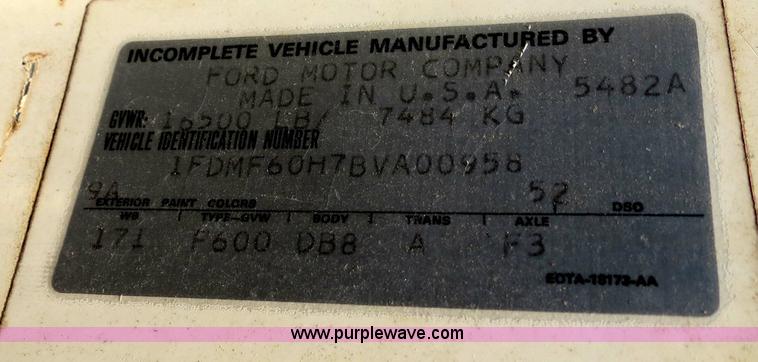 INCOMPLETE VEHICLE MANUFACTURED BY
FORD MOTOR COMPANY
MADE IN U.S.A. 5482A
GVWR: 16500 LB/ 7484 KG
VEHICLE IDENTIFICATION NUMBER
1FDMF60H7BVA00958
9A 52
EXTERIOR PAINT COLORS DSO
WB TYPE-GVW BODY TRANS AXLE
171 F600 DB8 A F3
EOTA-15173-AA
www.purplewave.com